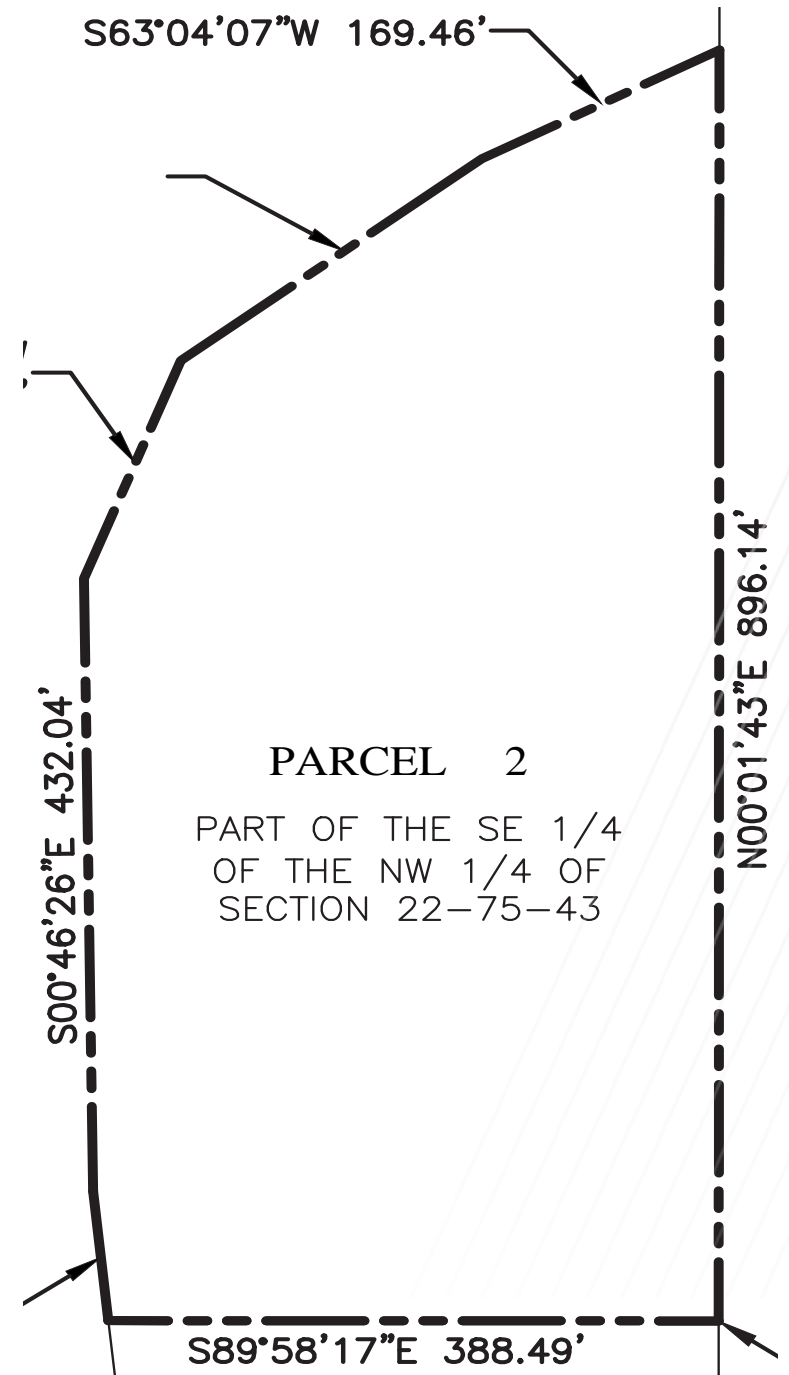 S63°04'07"W 169.46'
N00°01'43"E 896.14'
S00°46'26"E 432.04'
PARCEL 2
PART OF THE SE 1/4
OF THE NW 1/4 OF
SECTION 22-75-43
S89°58'17"E 388.49'